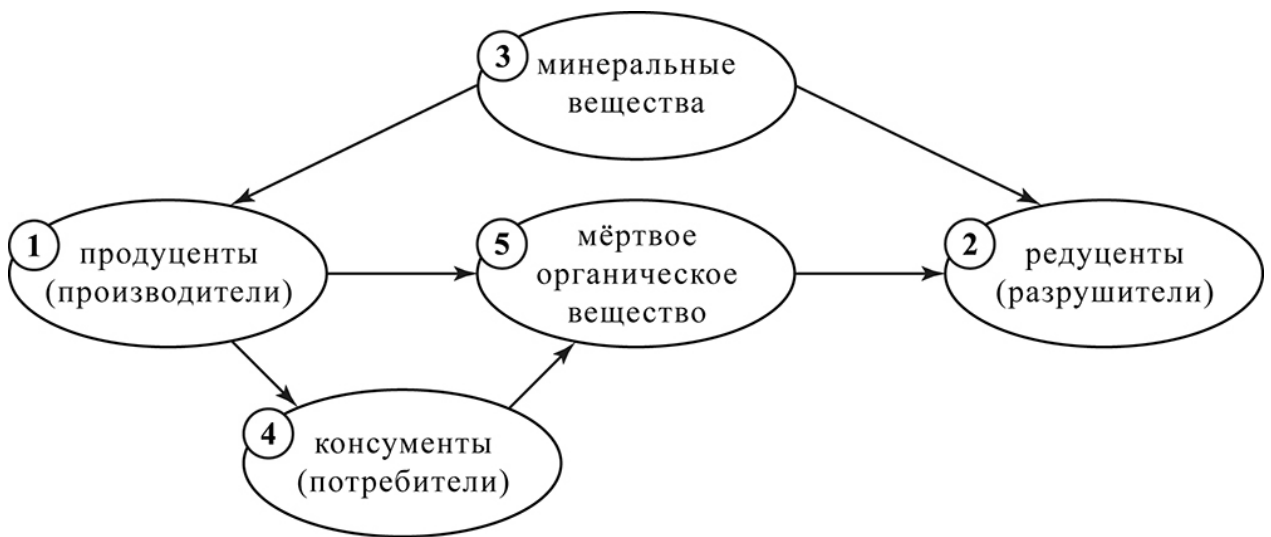 3
минеральные
вещества
1
продуценты
(производители)
5
мёртвое
органическое
вещество
2
редуценты
(разрушители)
4
консументы
(потребители)